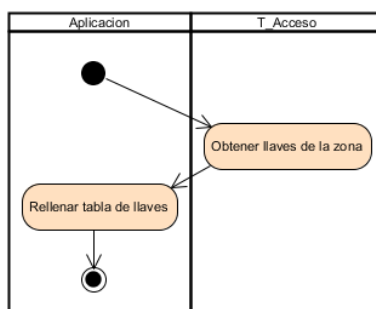 Aplicacion
T_Acceso
Obtener llaves de la zona
Rellenar tabla de llaves